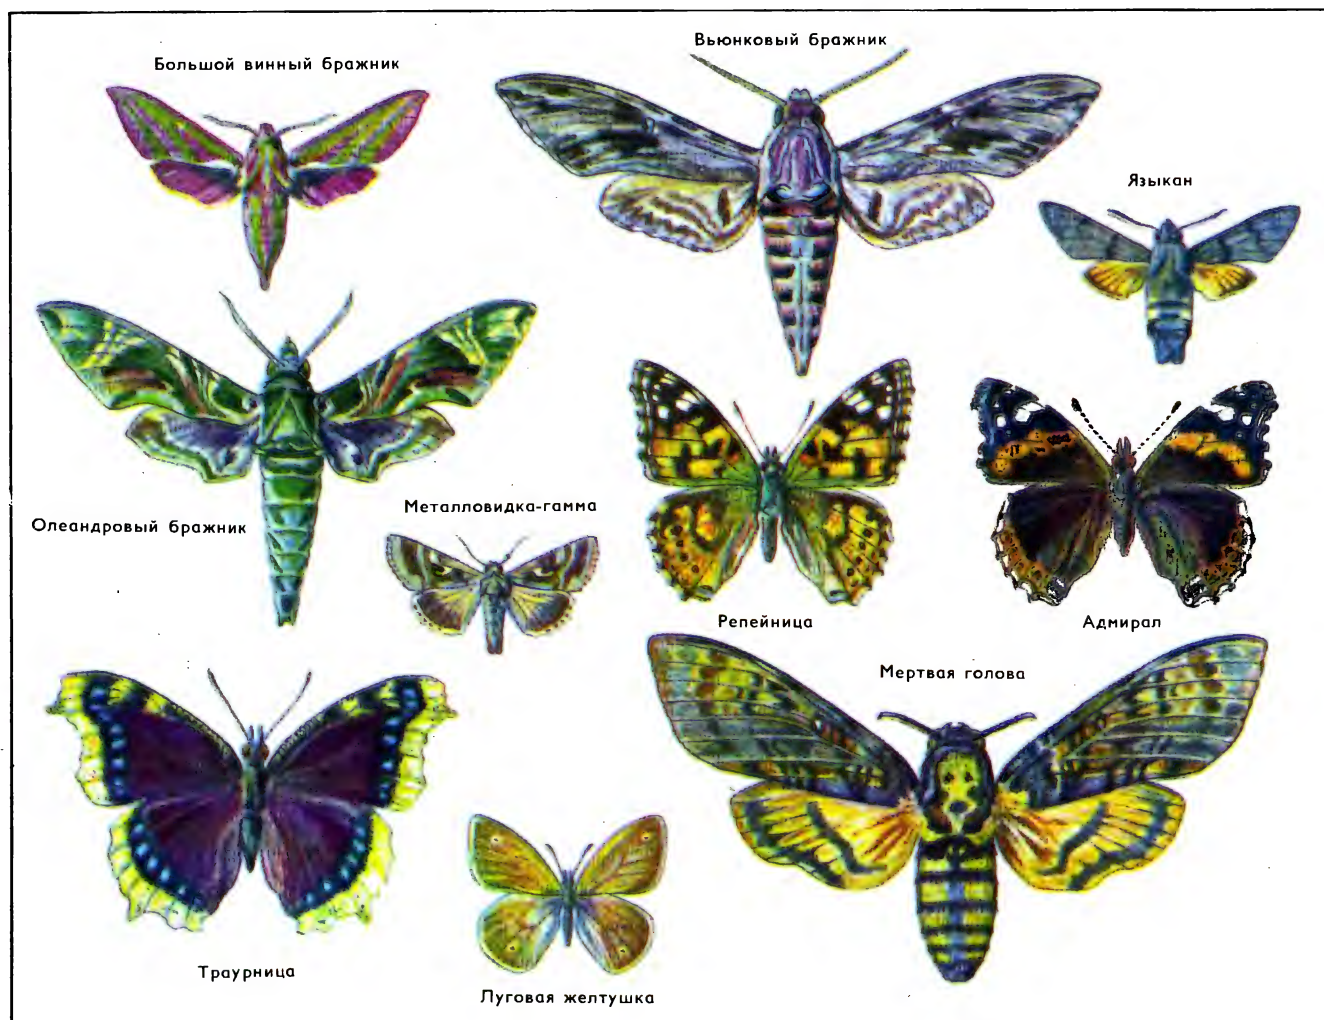 Большой винный бражник
Вьюнковый бражник
Языкан
Олеандровый бражник
Металловидка-гамма
Репейница
Адмирал
Мертвая голова
Траурница
Луговая желтушка